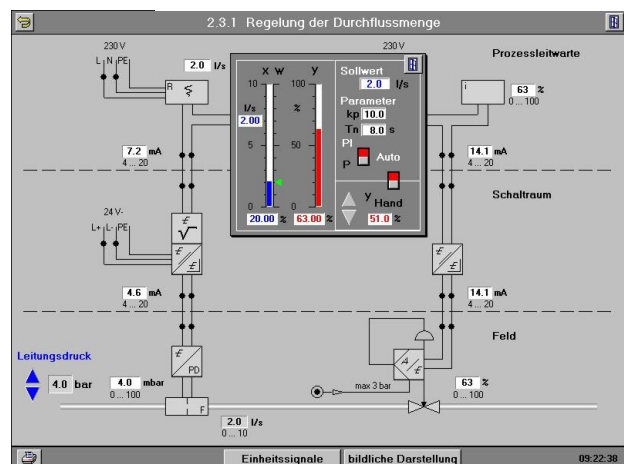 2.3.1 Regelung der Durchflussmenge
230 V
L N PE
2.0 l/s
R
230 V
Prozessleitwarte
i
63 %
0 ... 100
X W Y
10
100
l/s
%
2.00
5
50
0
0
20.00 %
63.00 %
Sollwert
2.0 l/s
Parameter
kp 10.0
Tn 8.0 s
PI
P
Auto
Y Hand
51.0 %
7.2 mA
4 ... 20
14.1 mA
4 ... 20
Schaltraum
24 V-
L+ L- PE
4.6 mA
4 ... 20
14.1 mA
4 ... 20
Feld
Leitungsdruck
4.0 bar
4.0 mbar
0 ... 100
PD
F
2.0 l/s
0 ... 10
A
max 3 bar
63 %
0 ... 100
Einheitssignale
bildliche Darstellung
09:22:38